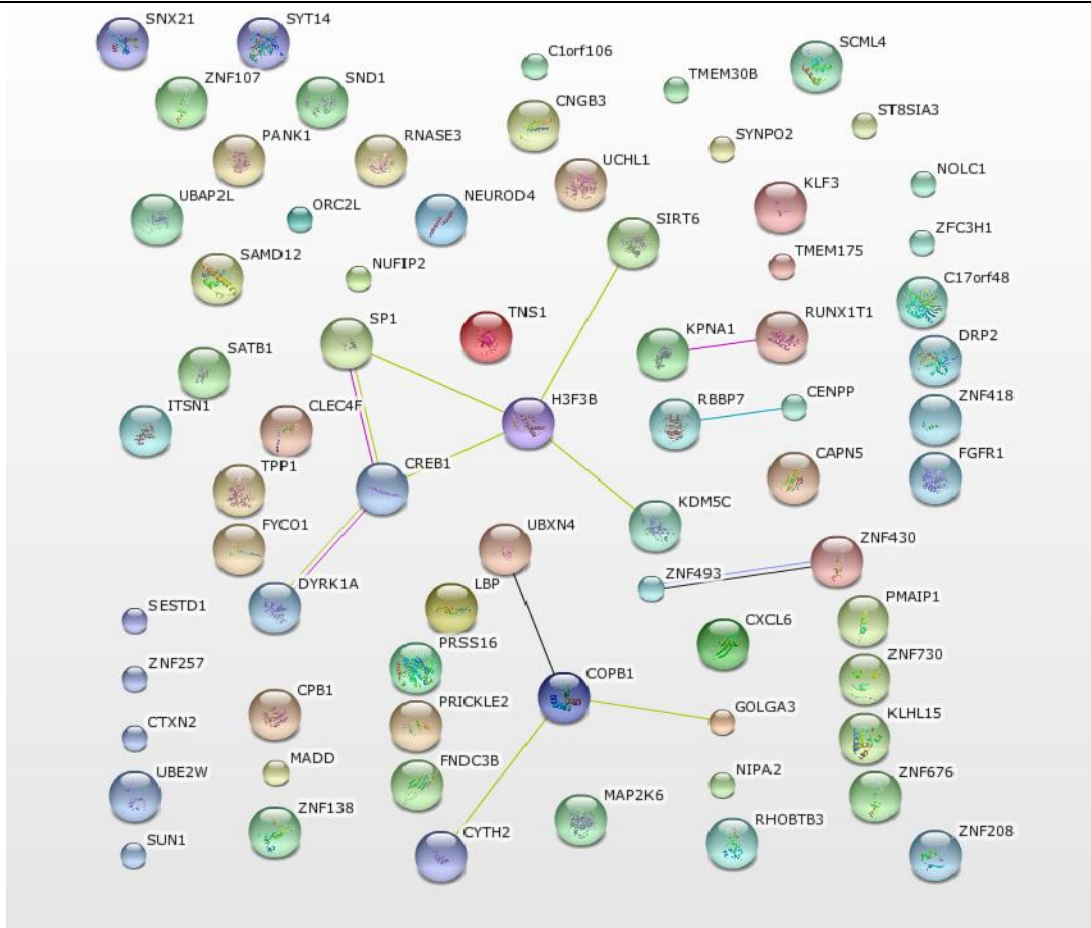 SNX21
SYT14
C1orf106
SCML4
ZNF107
SND1
TMEM30B
CNGB3
ST8SIA3
PANK1
RNASE3
SYNPO2
UCHL1
NOLC1
KLF3
UBAP2L
ORC2L
NEUROD4
SIRT6
ZFC3H1
SAMD12
NUFIP2
TMEM175
C17orf48
SP1
TNS1
KPNA1
RUNX1T1
DRP2
SATB1
ITSN1
CLEC4F
H3F3B
RBBP7
CENPP
ZNF418
TPP1
CREB1
CAPN5
FGFR1
KDM5C
FYCO1
UBXN4
ZNF430
DYRK1A
LBP
ZNF493
SESTD1
PMAIP1
CXCL6
PRSS16
ZNF257
COPB1
ZNF730
CPB1
PRICKLE2
GOLGA3
KLHL15
CTXN2
MADD
FNDC3B
NIPA2
ZNF676
UBE2W
ZNF138
MAP2K6
RHOBTB3
CYTH2
ZNF208
SUN1